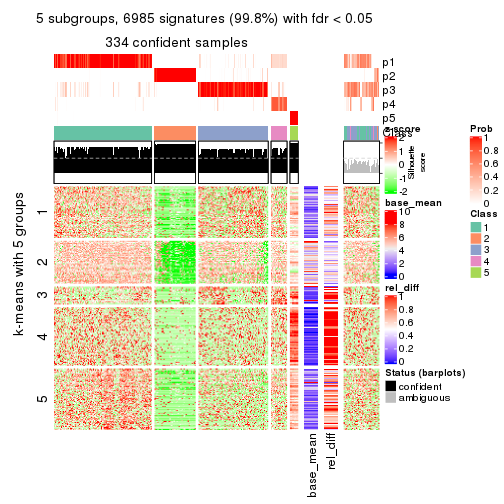 5 subgroups, 6985 signatures (99.8%) with fdr < 0.05
334 confident samples
p1
p2
p3
p4
p5
Class
z-score
2
1
0
-1
-2
Silhouette
score
Prob
1
0.8
0.6
0.4
0.2
0
base_mean
10
8
6
4
2
0
Class
1
2
3
4
5
rel_diff
1
0.8
0.6
0.4
0.2
0
Status (barplots)
confident
ambiguous
k-means with 5 groups
1
2
3
4
5
base_mean
rel_diff